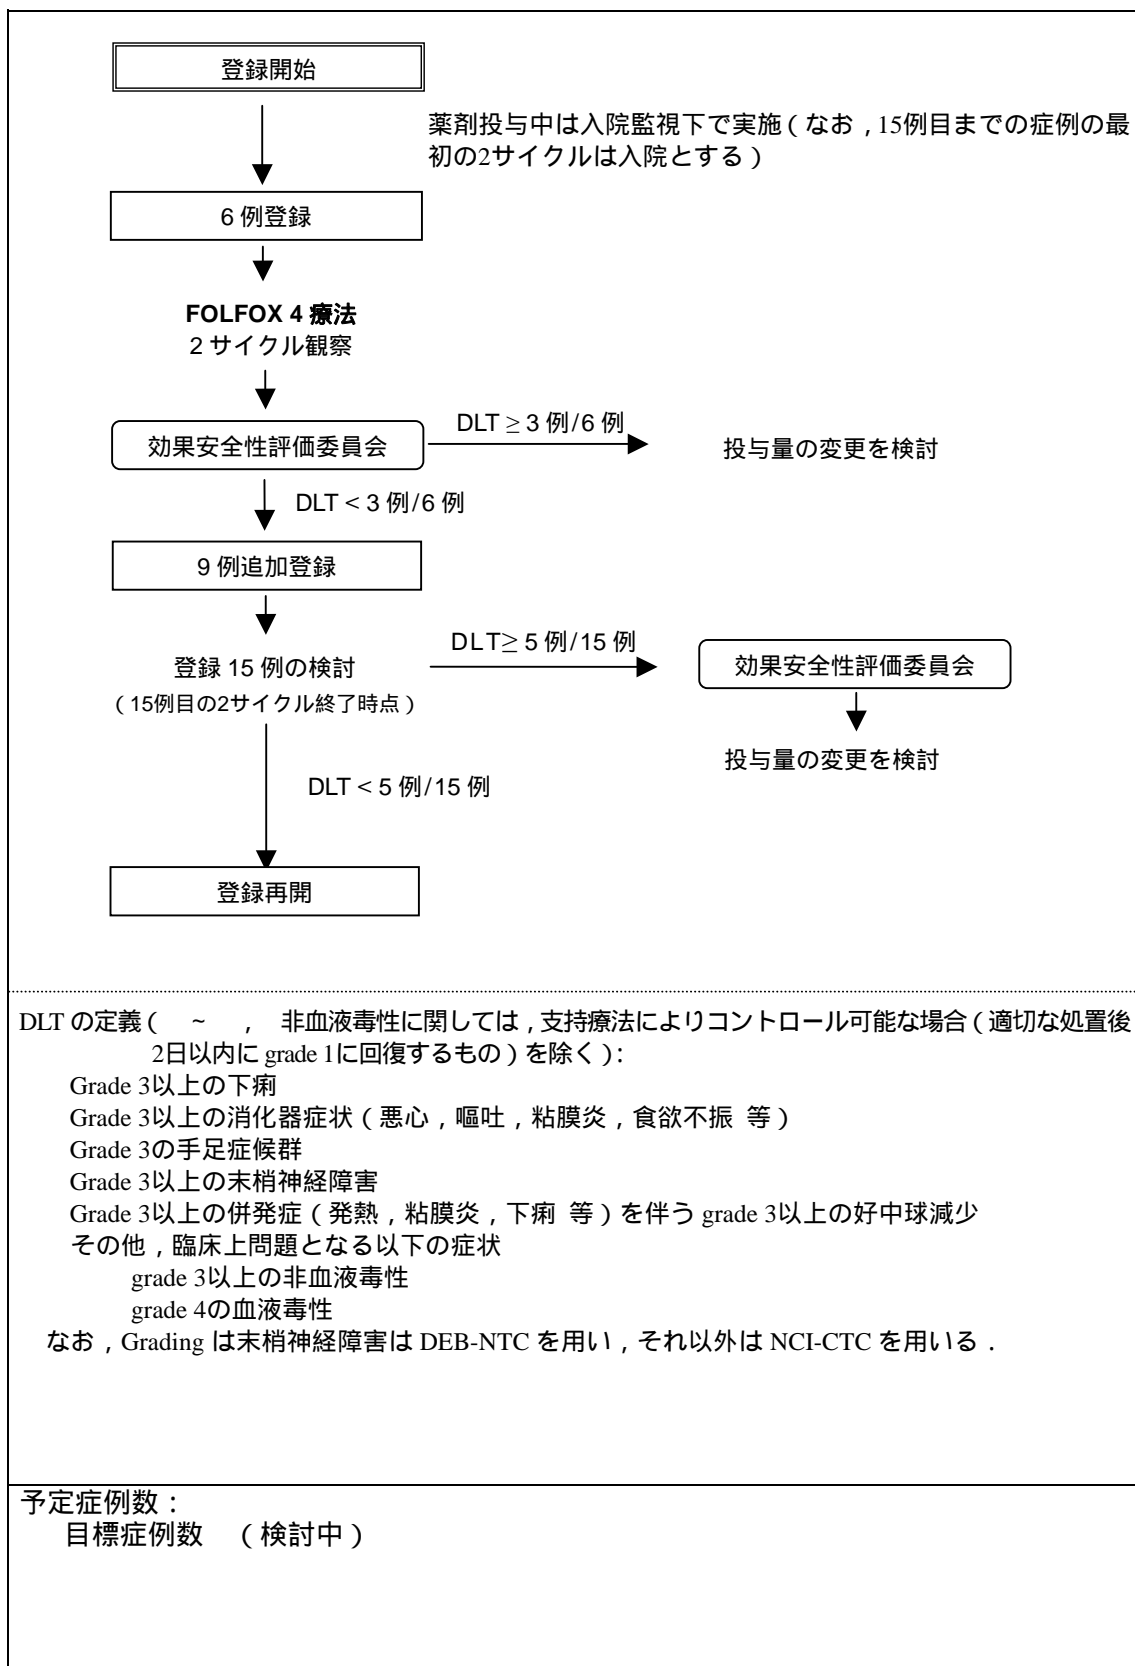 登録開始
薬剤投与中は入院監視下で実施（なお，15例目までの症例の最
初の2サイクルは入院とする）
6 例登録
FOLFOX 4 療法
2 サイクル観察
効果安全性評価委員会
DLT ≥ 3 例/6 例
投与量の変更を検討
DLT < 3 例/6 例
9 例追加登録
登録 15 例の検討
（15例目の2サイクル終了時点）
DLT≥ 5 例/15 例
効果安全性評価委員会
投与量の変更を検討
DLT < 5 例/15 例
登録再開
DLT の定義（　~　，　非血液毒性に関しては，支持療法によりコントロール可能な場合（適切な処置後
2日以内に grade 1に回復するもの）を除く）：
Grade 3以上の下痢
Grade 3以上の消化器症状（悪心，嘔吐，粘膜炎，食欲不振 等）
Grade 3の手足症候群
Grade 3以上の末梢神経障害
Grade 3以上の併発症（発熱，粘膜炎，下痢 等）を伴う grade 3以上の好中球減少
その他，臨床上問題となる以下の症状
grade 3以上の非血液毒性
grade 4の血液毒性
なお，Grading は末梢神経障害は DEB-NTC を用い，それ以外は NCI-CTC を用いる．
予定症例数：
目標症例数　（検討中）